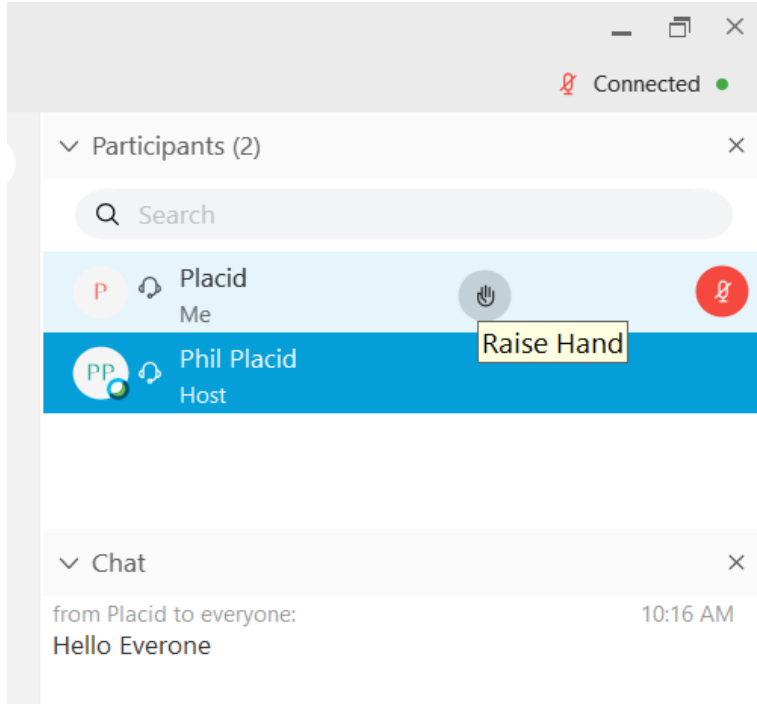 Connected
Participants (2)
Search
P
Placid
Me
Raise Hand
PP
Phil Placid
Host
Chat
from Placid to everyone:
10:16 AM
Hello Everone